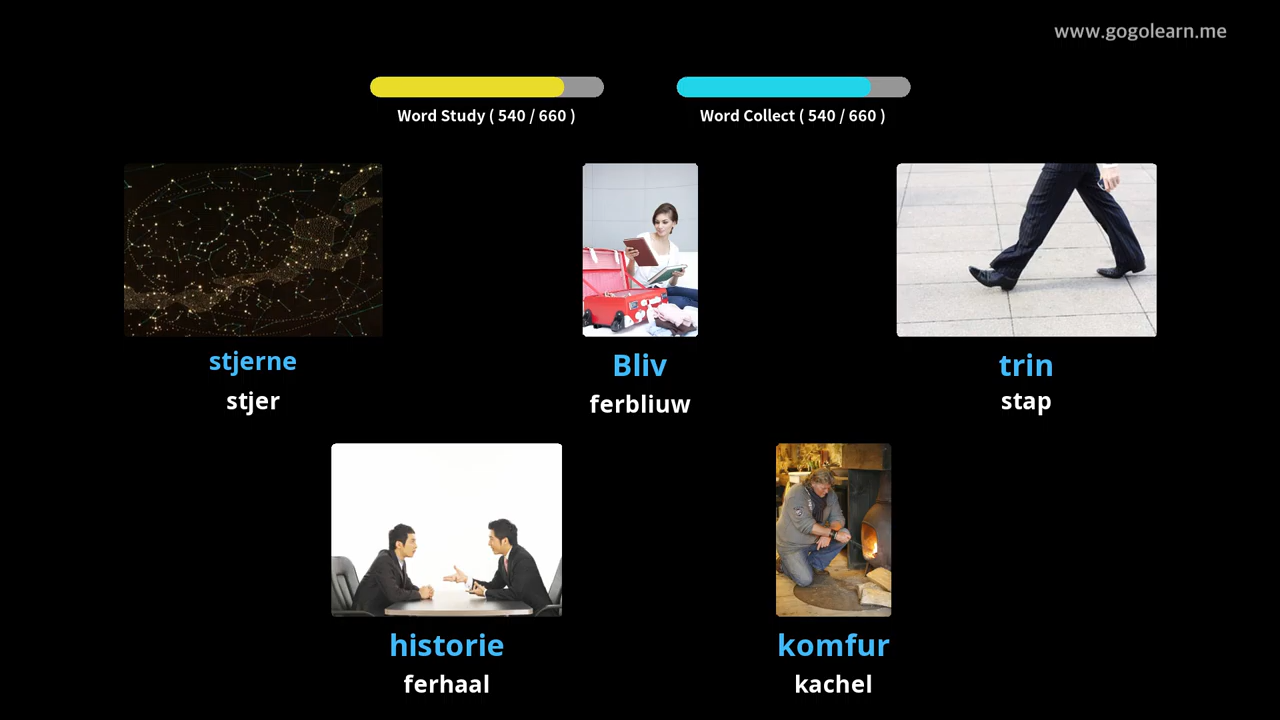 www.gogolearn.me
Word Study ( 540 / 660 )
Word Collect ( 540 / 660 )
stjerne
stjer
Bliv
ferbliuw
trin
stap
historie
ferhaal
komfur
kachel